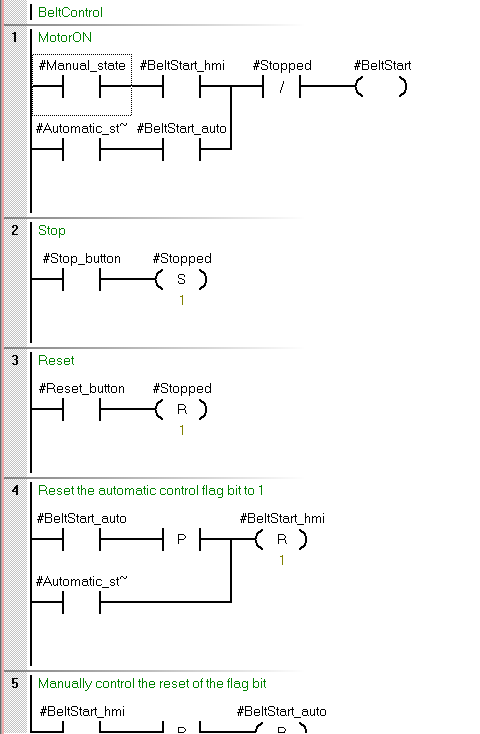 BeltControl
1 MotorON
#Manual_state #BeltStart_hmi #Stopped #BeltStart
/
#Automatic_st~ #BeltStart_auto
2 Stop
#Stop_button #Stopped
S
1
3 Reset
#Reset_button #Stopped
R
1
4 Reset the automatic control flag bit to 1
#BeltStart_auto #BeltStart_hmi
P R
1
#Automatic_st~
5 Manually control the reset of the flag bit
#BeltStart_hmi #BeltStart_auto
P R